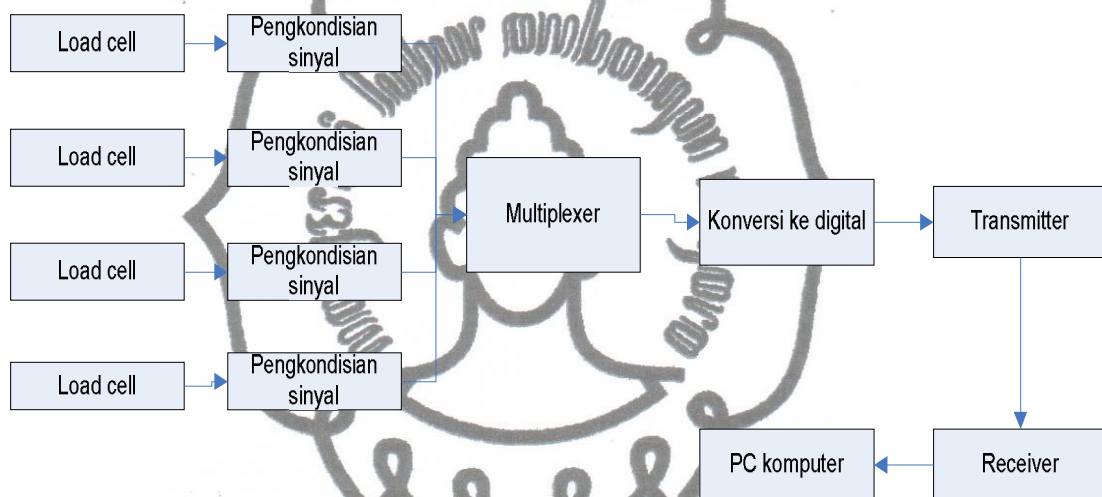 Load cell
Pengkondisian
sinyal
Load cell
Pengkondisian
sinyal
Load cell
Pengkondisian
sinyal
Load cell
Pengkondisian
sinyal
Multiplexer
Konversi ke digital
Transmitter
Receiver
PC komputer